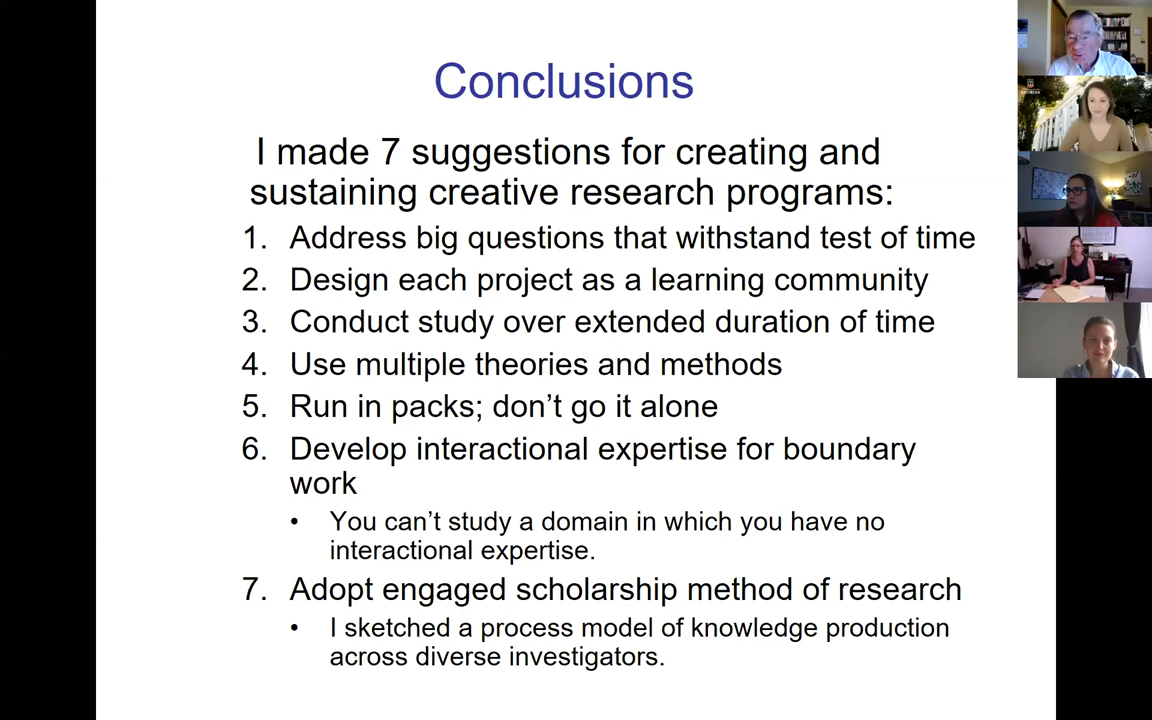 Conclusions
I made 7 suggestions for creating and
sustaining creative research programs:
1. Address big questions that withstand test of time
2. Design each project as a learning community
3. Conduct study over extended duration of time
4. Use multiple theories and methods
5. Run in packs; don’t go it alone
6. Develop interactional expertise for boundary
work
• You can’t study a domain in which you have no
interactional expertise.
7. Adopt engaged scholarship method of research
• I sketched a process model of knowledge production
across diverse investigators.